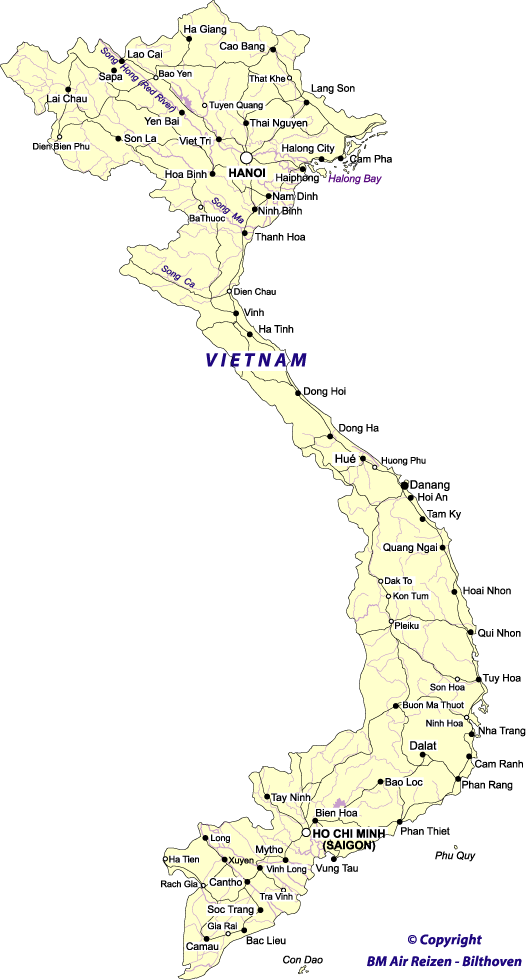 Ha Giang
Cao Bang
Lao Cai
Song Hong (Red River)
Sapa
Bao Yen
That Khe
Lai Chau
Lang Son
Tuyen Quang
Yen Bai
Thai Nguyen
Son La
Viet Tri
Dien Bien Phu
Halong City
Cam Pha
Hoa Binh
HANOI
Haiphong
Halong Bay
Nam Dinh
Song Ma
Ninh Binh
BaThuoc
Thanh Hoa
Song Ca
Dien Chau
Vinh
Ha Tinh
VIETNAM
Dong Hoi
Dong Ha
Hué
Huong Phu
Danang
Hoi An
Tam Ky
Quang Ngai
Dak To
Hoai Nhon
Kon Tum
Pleiku
Qui Nhon
Tuy Hoa
Son Hoa
Buon Ma Thuot
Ninh Hoa
Nha Trang
Dalat
Cam Ranh
Bao Loc
Phan Rang
Tay Ninh
Bien Hoa
HO CHI MINH
(SAIGON)
Phan Thiet
Long
Mytho
Phu Quy
Ha Tien
Xuyen
Vinh Long
Vung Tau
Rach Gia
Cantho
Tra Vinh
Soc Trang
Gia Rai
Bac Lieu
Camau
Con Dao
© Copyright
BM Air Reizen - Bilthoven